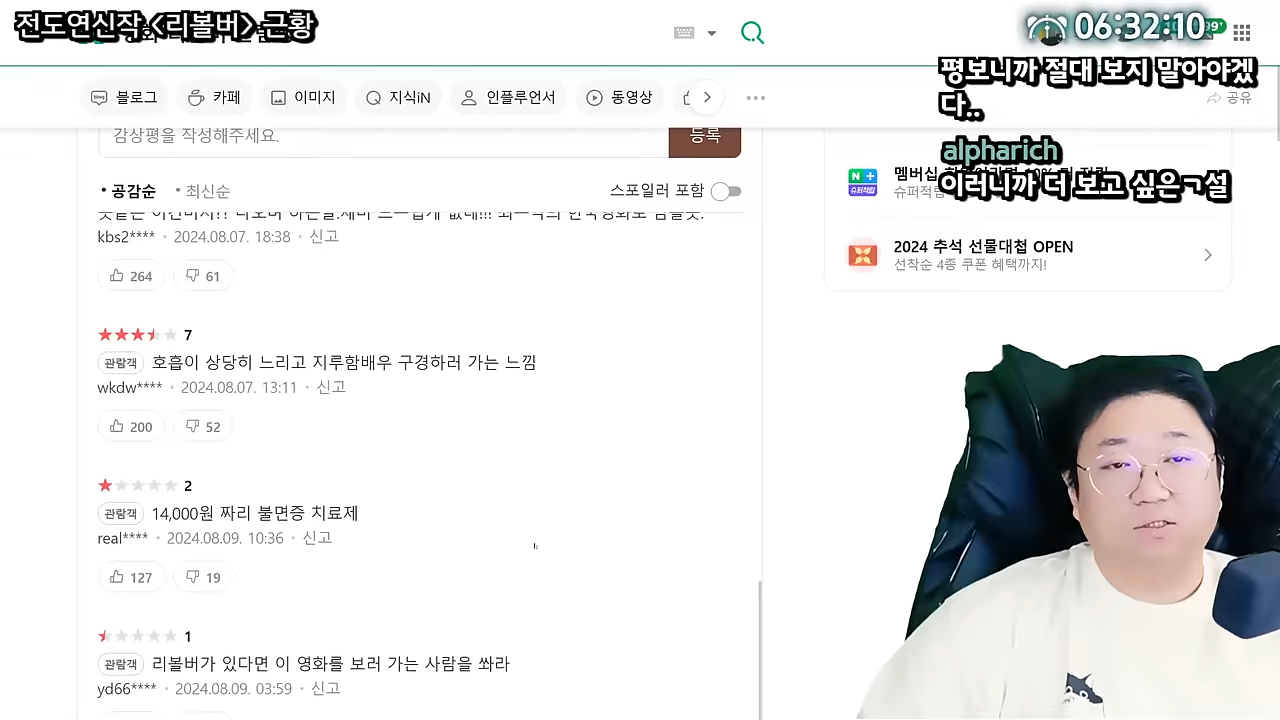 전도연신작 <리볼버> 근황
06:32:10
99+
블로그
카페
이미지
지식iN
인플루언서
동영상
공유
평보니까 절대 보지 말아야겠
다..
alpharich
이러니까 더 보고 싶은ㄱ설
감상평을 작성해주세요.
등록
공감순
최신순
스포일러 포함
kbs2**** · 2024.08.07. 18:38 · 신고
264
61
7
관람객 호흡이 상당히 느리고 지루함배우 구경하러 가는 느낌
wkdw**** · 2024.08.07. 13:11 · 신고
200
52
2
관람객 14,000원 짜리 불면증 치료제
real**** · 2024.08.09. 10:36 · 신고
127
19
1
관람객 리볼버가 있다면 이 영화를 보러 가는 사람을 쏴라
yd66**** · 2024.08.09. 03:59 · 신고
N +
슈퍼적립
멤버십
슈퍼적립
2024 추석 선물대첩 OPEN
선착순 4종 쿠폰 혜택까지!